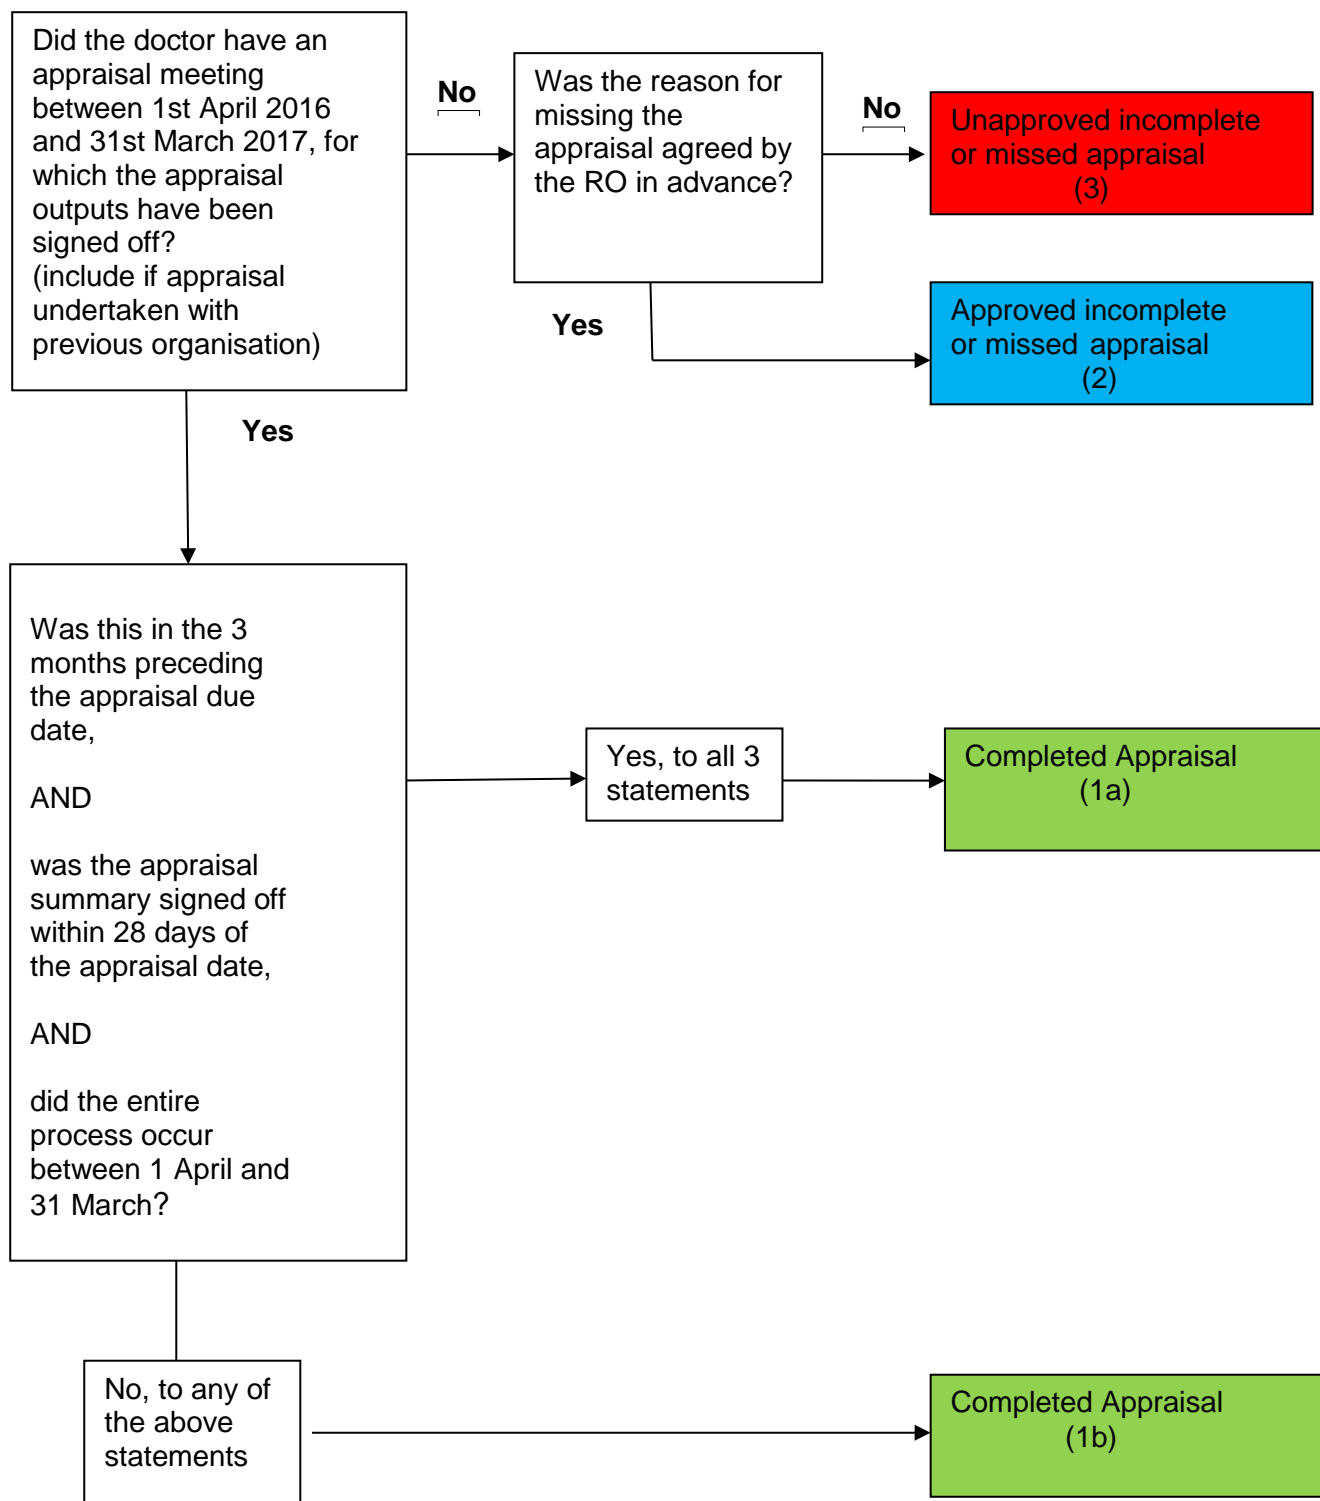 Did the doctor have an
appraisal meeting
between 1st April 2016
and 31st March 2017, for
which the appraisal
outputs have been
signed off?
(include if appraisal
undertaken with
previous organisation)
No
Was the reason for
missing the
appraisal agreed by
the RO in advance?
No
Unapproved incomplete
or missed appraisal
(3)
Yes
Approved incomplete
or missed appraisal
(2)
Yes
Was this in the 3
months preceding
the appraisal due
date,
AND
was the appraisal
summary signed off
within 28 days of
the appraisal date,
AND
did the entire
process occur
between 1 April and
31 March?
Yes, to all 3
statements
Completed Appraisal
(1a)
No, to any of
the above
statements
Completed Appraisal
(1b)